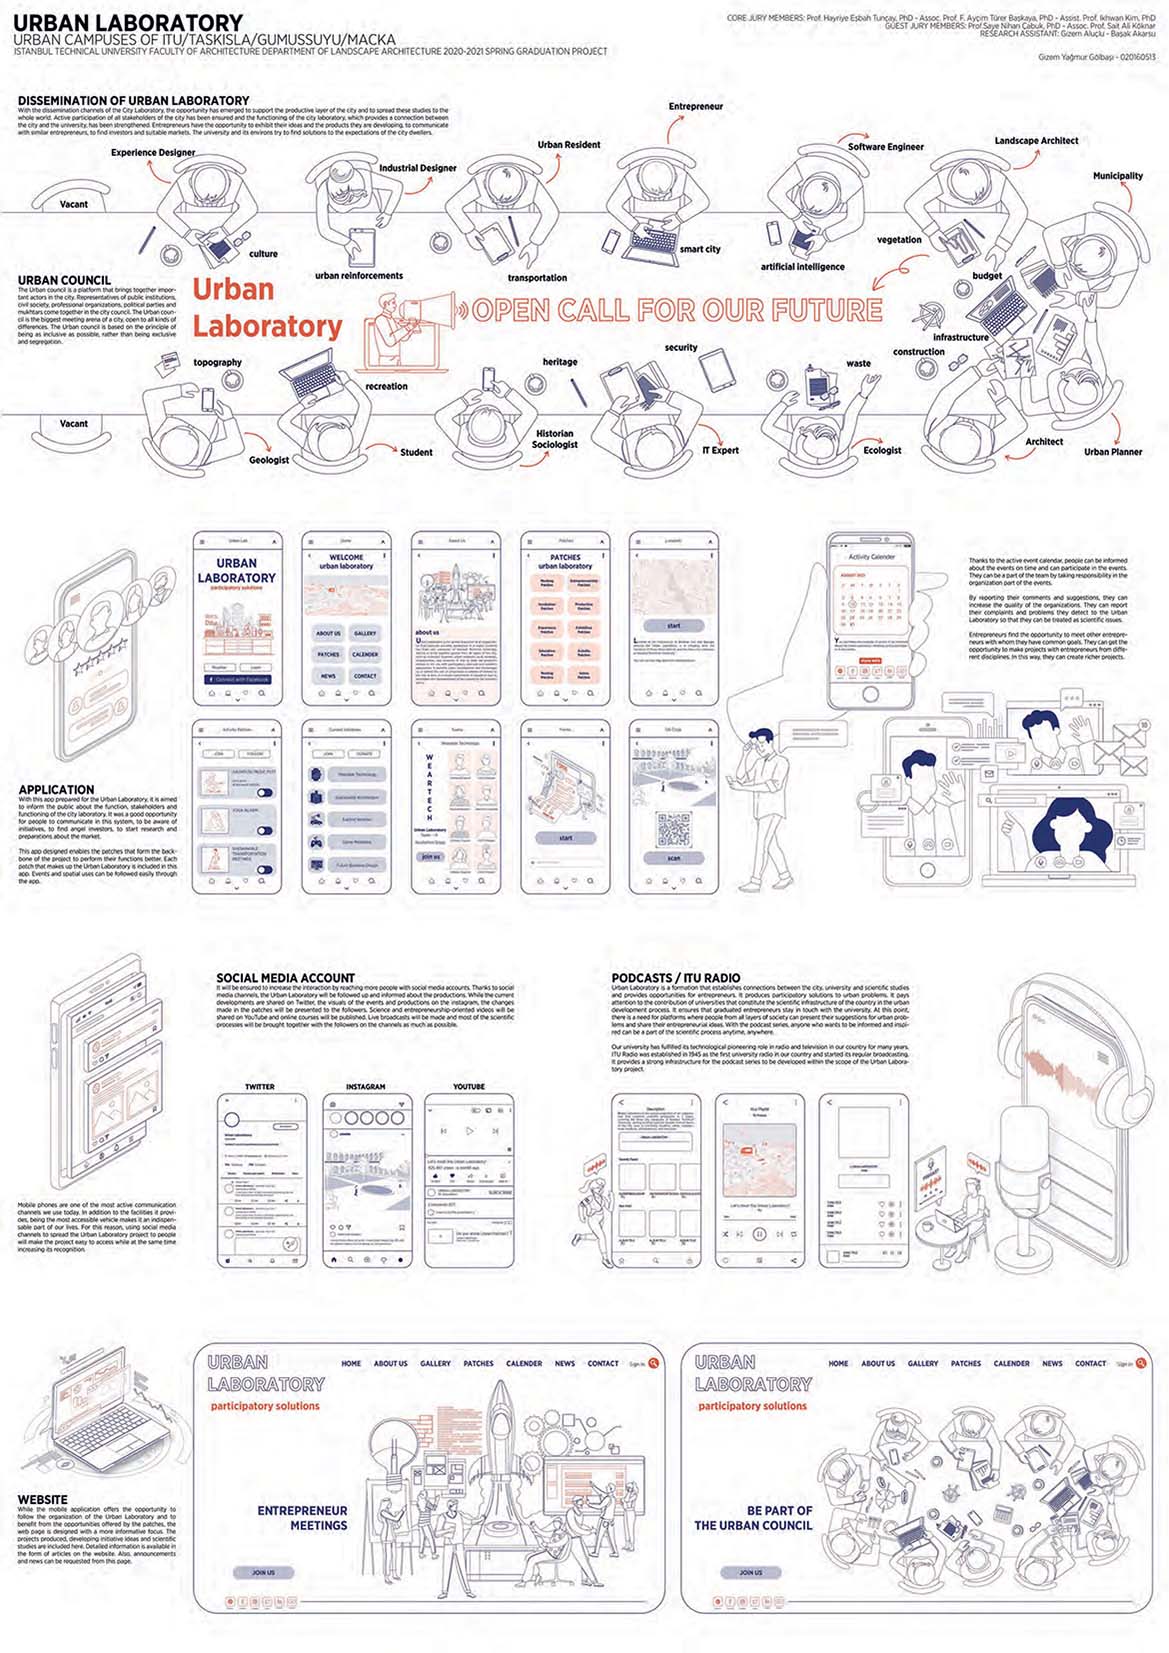 URBAN LABORATORY
URBAN CAMPUSES OF ITU/TASKISLA/GUMUSSUYU/MACKA
ISTANBUL TECHNICAL UNIVERSITY FACULTY OF ARCHITECTURE DEPARTMENT OF LANDSCAPE ARCHITECTURE 2020-2021 SPRING GRADUATION PROJECT
CORE JURY MEMBERS: Prof. Hayriye Eşbah Tunçay, PhD - Assoc. Prof. F. Ayçim Türer Başkaya, PhD - Assist. Prof. Ikhwan Kim, PhD
GUEST JURY MEMBERS: Prof.Saye Nihan Çabuk, PhD - Assoc. Prof. Sait Ali Köknar
RESEARCH ASSISTANT: Gizem Aluçlu - Başak Akarsu
Gizem Yağmur Gölbaşı - 020160513
DISSEMINATION OF URBAN LABORATORY
With the dissemination channels of the City Laboratory, the opportunity has emerged to support the productive layer of the city and to spread these studies to the
whole world. Active participation of all stakeholders of the city has been ensured and the functioning of the city laboratory, which provides a connection between
the city and the university, has been strengthened. Entrepreneurs have the opportunity to exhibit their ideas and the products they are developing, to communicate
with similar entrepreneurs, to find investors and suitable markets. The university and its environs try to find solutions to the expectations of the city dwellers.
Experience Designer
Industrial Designer
Urban Resident
Entrepreneur
Software Engineer
Landscape Architect
Municipality
Vacant
culture
urban reinforcements
transportation
smart city
artificial intelligence
vegetation
budget
URBAN COUNCIL
The Urban council is a platform that brings together impor-
tant actors in the city. Representatives of public institutions,
civil society, professional organizations, political parties and
mukhtars come together in the city council. The Urban coun-
cil is the biggest meeting arena of a city, open to all kinds of
differences. The Urban council is based on the principle of
being as inclusive as possible, rather than being exclusive
and segregation.
Urban
Laboratory
OPEN CALL FOR OUR FUTURE
topography
recreation
heritage
security
waste
construction
infrastructure
Vacant
Geologist
Student
Historian
Sociologist
IT Expert
Ecologist
Architect
Urban Planner
Urban Lab.
URBAN
LABORATORY
participatory solutions
Connect with Facebook
WELCOME
urban laboratory
ABOUT US
GALLERY
PATCHES
CALENDER
NEWS
CONTACT
About Us
about us
Patches
PATCHES
urban laboratory
start
Activity Calender
AUGUST 2021
Thanks to the active event calendar, people can be informed
about the events on time and can participate in the events.
They can be a part of the team by taking responsibility in the
organization part of the events.
By reporting their comments and suggestions, they can
increase the quality of the organizations. They can report
their complaints and problems they detect to the Urban
Laboratory so that they can be treated as scientific issues.
Entrepreneurs find the opportunity to meet other entrepre-
neurs with whom they have common goals. They can get the
opportunity to make projects with entrepreneurs from diffe-
rent disciplines. In this way, they can create richer projects.
APPLICATION
With this app prepared for the Urban Laboratory, it is aimed
to inform the public about the function, stakeholders and
functioning of the city laboratory. It was a good opportunity
for people to communicate in this system, to be aware of
initiatives, to find angel investors, to start research and
preparations about the market.
This app designed enables the patches that form the back-
bone of the project to perform their functions better. Each
patch that makes up the Urban Laboratory is included in this
app. Events and spatial uses can be followed easily through
the app.
JOIN
FOLLOW
JOIN
DONATE
WEARTECH
join us
start
scan
SOCIAL MEDIA ACCOUNT
It will be ensured to increase the interaction by reaching more people with social media accounts. Thanks to social
media channels, the Urban Laboratory will be followed up and informed about the productions. While the current
developments are shared on Twitter, the visuals of the events and productions on the instagram, the changes
made in the patches will be presented to the followers. Science and entrepreneurship-oriented videos will be
shared on YouTube and online courses will be published. Live broadcasts will be made and most of the scientific
processes will be brought together with the followers on the channels as much as possible.
PODCASTS / ITU RADIO
Urban Laboratory is a formation that establishes connections between the city, university and scientific studies
and provides opportunities for entrepreneurs. It produces participatory solutions to urban problems. It pays
attention to the contribution of universities that constitute the scientific infrastructure of the country in the urban
development process. It ensures that graduated entrepreneurs stay in touch with the university. At this point,
there is a need for platforms where people from all layers of society can present their suggestions for urban prob-
lems and share their entrepreneurial ideas. With the podcast series, anyone who wants to be informed and inspi-
red can be a part of the scientific process anytime, anywhere.
Our university has fulfilled its technological pioneering role in radio and television in our country for many years.
ITU Radio was established in 1945 as the first university radio in our country and started its regular broadcasting.
It provides a strong infrastructure for the podcast series to be developed within the scope of the Urban Labora-
tory project.
TWITTER
INSTAGRAM
YOUTUBE
SUBSCRIBE
Description
Your Playlist
Let's meet the Urban Laboratory!
Mobile phones are one of the most active communication
channels we use today. In addition to the facilities it provi-
des, being the most accessible vehicle makes it an indispen-
sable part of our lives. For this reason, using social media
channels to spread the Urban Laboratory project to people
will make the project easy to access while at the same time
increasing its recognition.
WEBSITE
While the mobile application offers the opportunity to
follow the organization of the Urban Laboratory and to
benefit from the opportunities offered by the patches, the
web page is designed with a more informative focus. The
projects produced, developing initiative ideas and scientific
studies are included here. Detailed information is available in
the form of articles on the website. Also, announcements
and news can be requested from this page.
URBAN
LABORATORY
participatory solutions
HOME ABOUT US GALLERY PATCHES CALENDER NEWS CONTACT Sign in
ENTREPRENEUR
MEETINGS
JOIN US
URBAN
LABORATORY
participatory solutions
HOME ABOUT US GALLERY PATCHES CALENDER NEWS CONTACT Sign in
BE PART OF
THE URBAN COUNCIL
JOIN US